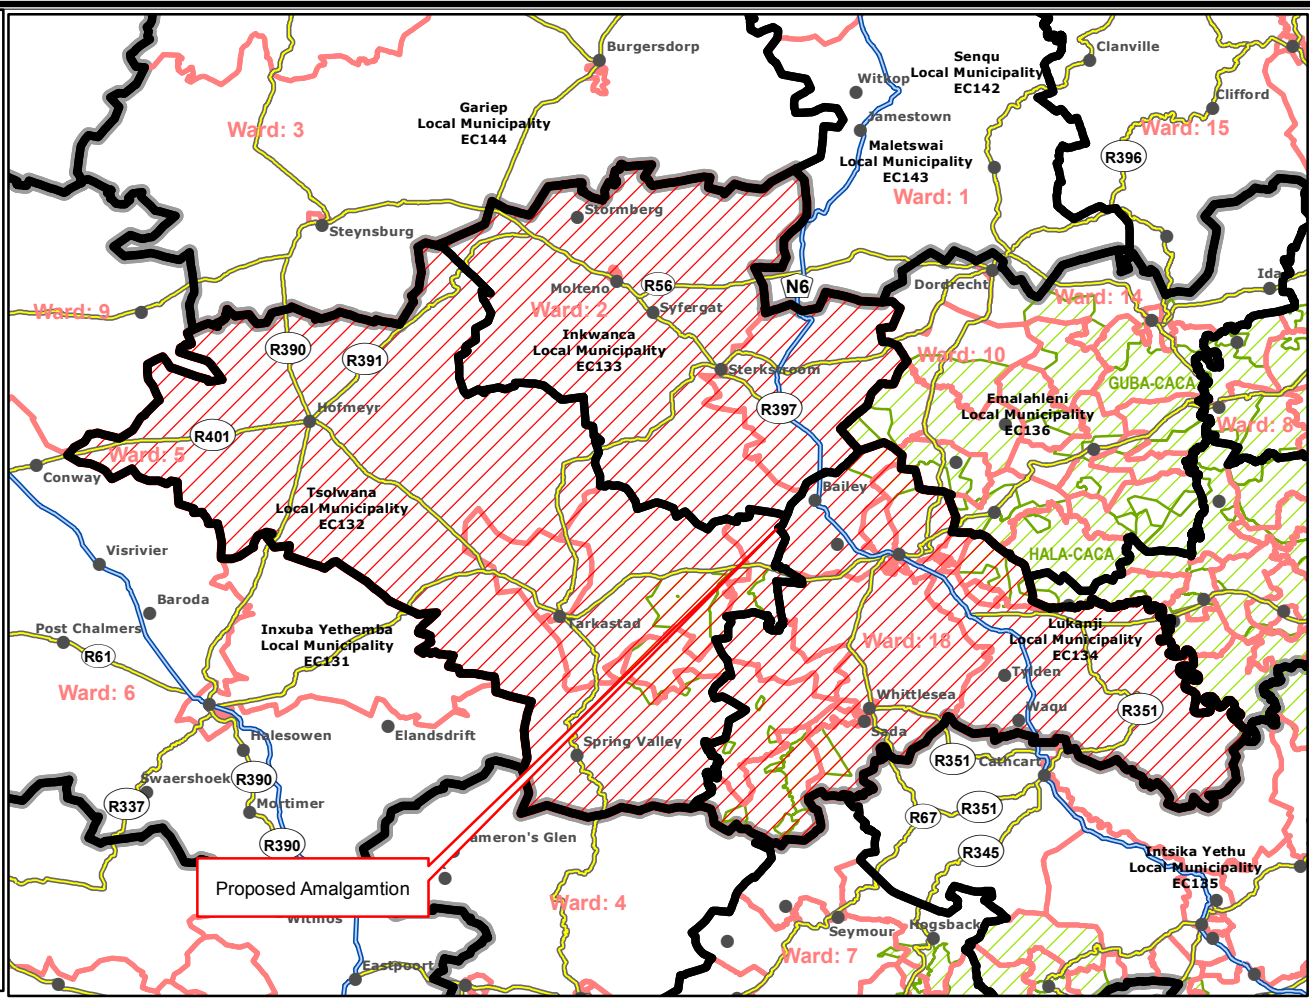 Burgersdorp
Clanville
Senqu
Local Municipality
EC142
Witkop
Clifford
Gariep
Local Municipality
EC144
Ward: 3
Jamestown
Ward: 15
Maletswai
Local Municipality
EC143
R396
Ward: 1
Stormberg
Steynsburg
Ida
Molteno
R56
N6
Dordrecht
Ward: 14
Ward: 9
Ward: 2
Syfergat
Inkwanca
Local Municipality
EC133
R390
R391
Ward: 10
Sterkstroom
GUBA-CACA
Emalahleni
Local Municipality
EC136
Hofmeyr
R397
Ward: 8
R401
Ward: 5
Conway
Tsolwana
Local Municipality
EC132
Bailey
Visrivier
HALA-CACA
Baroda
Post Chalmers
R61
Inxuba Yethemba
Local Municipality
EC131
Tarkastad
Lukanji
Local Municipality
EC134
Ward: 18
Ward: 6
Tylden
Whittlesea
Waqu
R351
Halesowen
Elandsdrift
Sada
Spring Valley
R351
Cathcart
Swaershoek
R390
R337
Mortimer
R67
R351
R390
ameron's Glen
R345
Intsika Yethu
Local Municipality
EC135
Proposed Amalgamtion
Ward: 4
Seymour
Hogsback
Ward: 7
Eastpoort